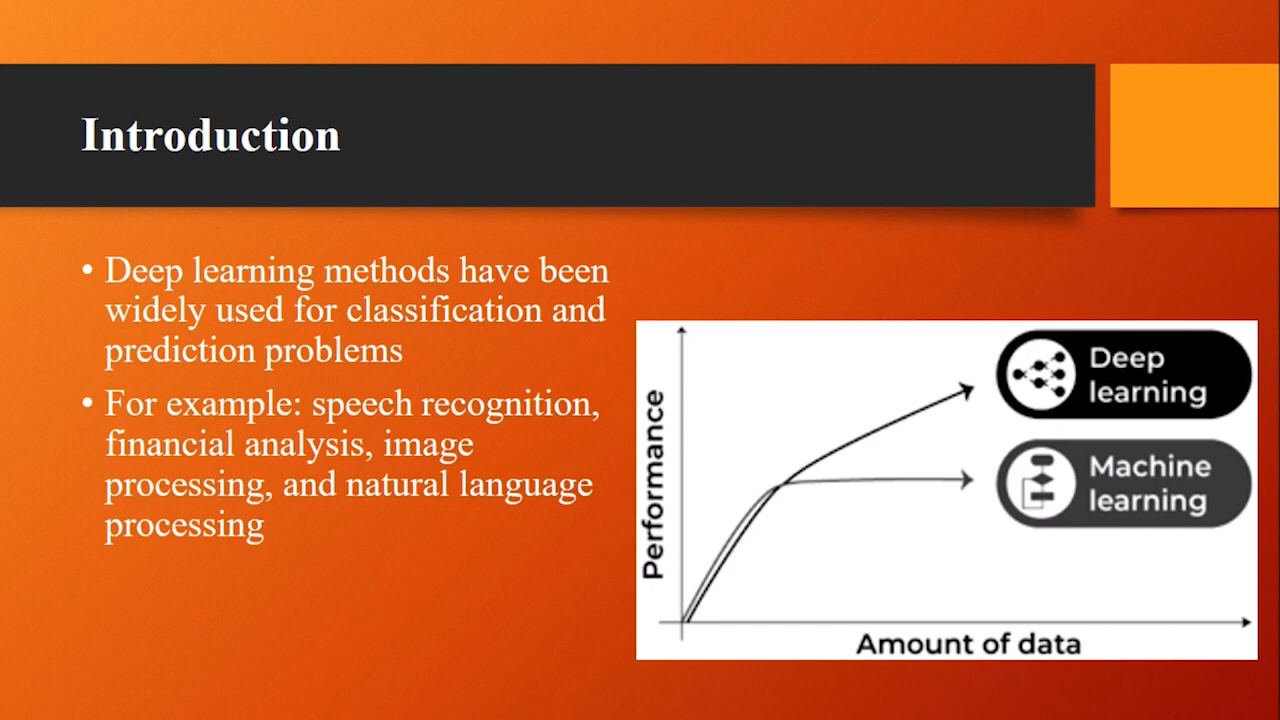 Introduction
• Deep learning methods have been
widely used for classification and
prediction problems
• For example: speech recognition,
financial analysis, image
processing, and natural language
processing
Performance
Deep
learning
Machine
learning
Amount of data